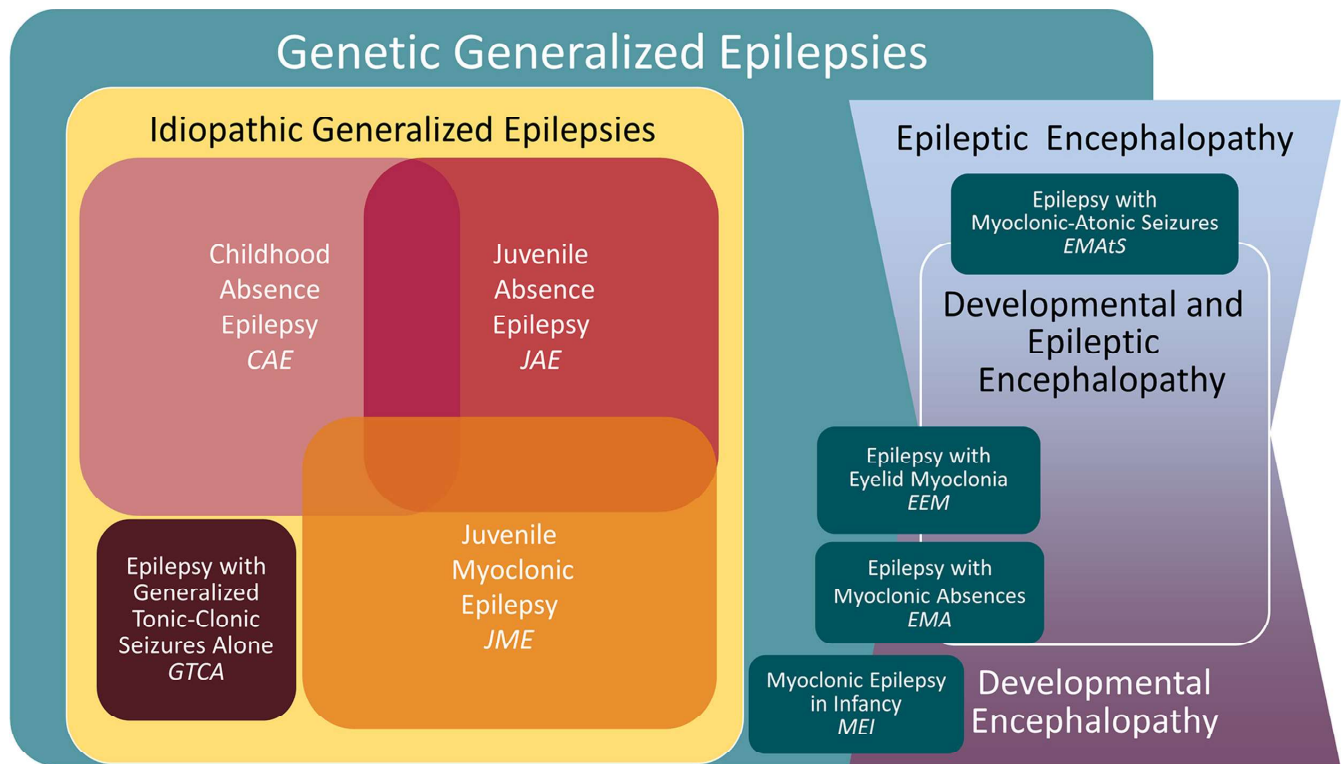 Genetic Generalized Epilepsies
Idiopathic Generalized Epilepsies
Childhood
Absence
Epilepsy
CAE
Juvenile
Absence
Epilepsy
JAE
Epilepsy with
Generalized
Tonic-Clonic
Seizures Alone
GTCA
Juvenile
Myoclonic
Epilepsy
JME
Epileptic Encephalopathy
Epilepsy with
Myoclonic-Atonic Seizures
EMAtS
Developmental and
Epileptic
Encephalopathy
Epilepsy with
Eyelid Myoclonia
EEM
Epilepsy with
Myoclonic Absences
EMA
Myoclonic Epilepsy
in Infancy
MEI
Developmental
Encephalopathy